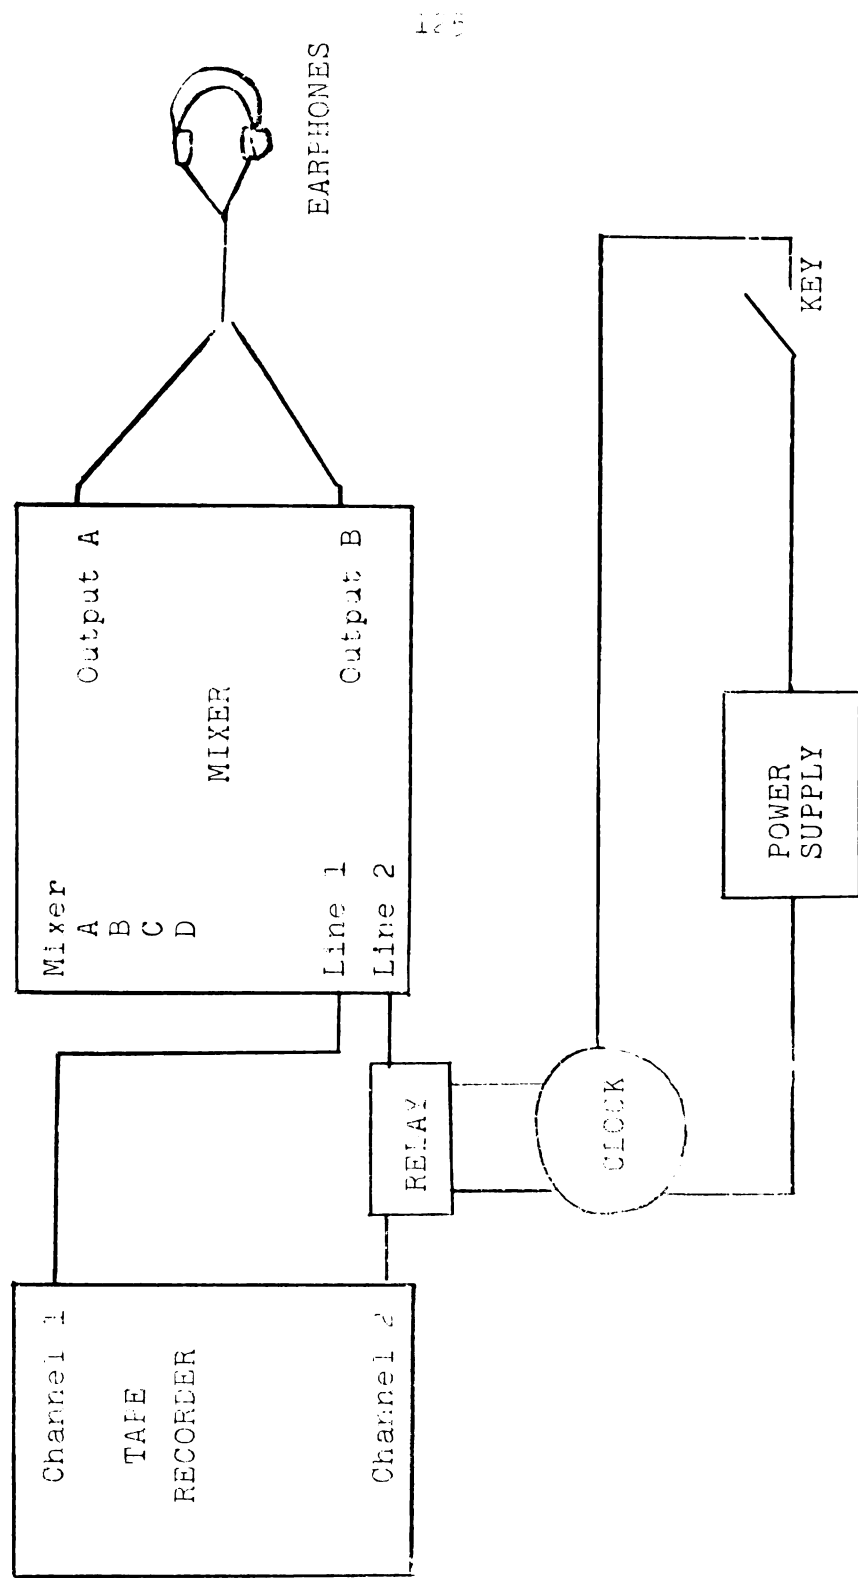 Channel 1
TAPE
RECORDER
Channel 2
RELAY
Mixer
A
B
C
D
Line 1
Line 2
MIXER
Output A
Output B
EARPHONES
CLOCK
POWER
SUPPLY
KEY